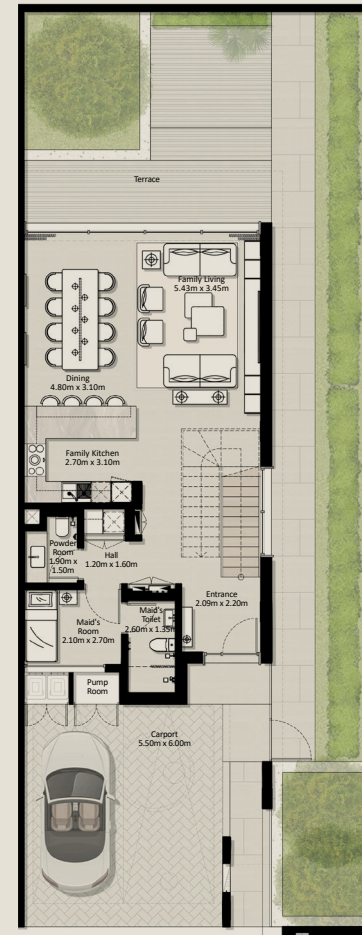 Terrace
Family Living
5.43m x 3.45m
Dining
4.80m x 3.10m
Family Kitchen
2.70m x 3.10m
Powder
Room
1.90m x
1.50m
Hall
1.20m x 1.60m
Entrance
2.09m x 2.20m
Maid's
Toilet
2.60m x 1.35m
Maid's
Room
2.10m x 2.70m
Pump
Room
Carport
5.50m x 6.00m